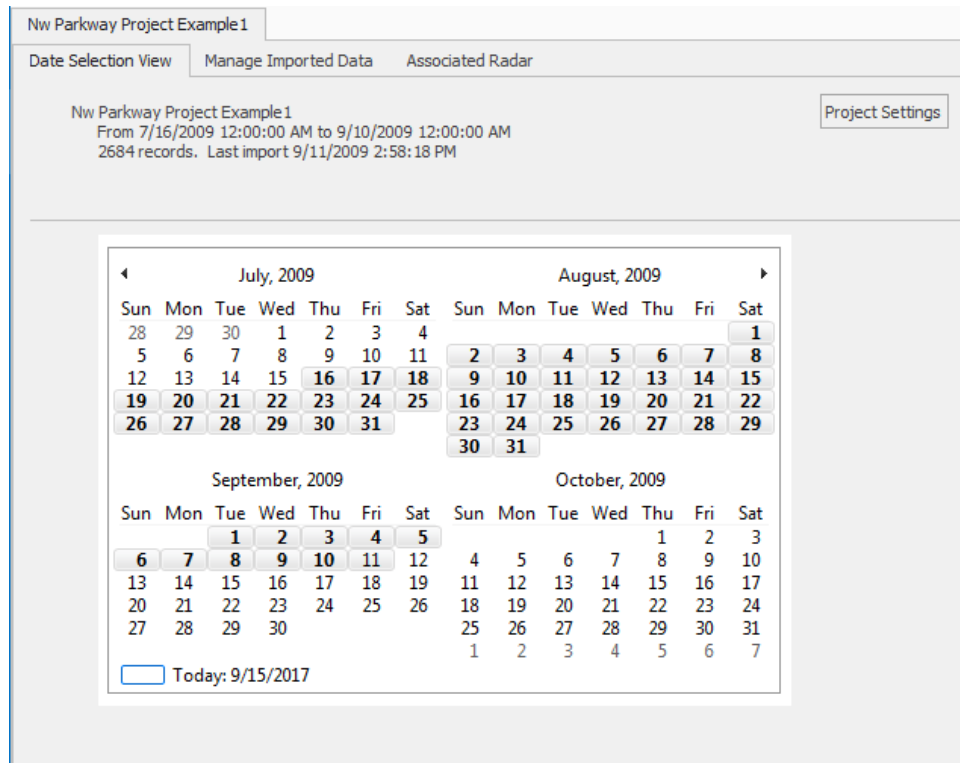 Nw Parkway Project Example1
Date Selection View Manage Imported Data Associated Radar
Nw Parkway Project Example1 Project Settings
From 7/16/2009 12:00:00 AM to 9/10/2009 12:00:00 AM
2684 records. Last import 9/11/2009 2:58:18 PM
July, 2009 August, 2009
Sun Mon Tue Wed Thu Fri Sat Sun Mon Tue Wed Thu Fri Sat
28 29 30 1 2 3 4 1
5 6 7 8 9 10 11 2 3 4 5 6 7 8
12 13 14 15 16 17 18 9 10 11 12 13 14 15
19 20 21 22 23 24 25 16 17 18 19 20 21 22
26 27 28 29 30 31 23 24 25 26 27 28 29
30 31
September, 2009 October, 2009
Sun Mon Tue Wed Thu Fri Sat Sun Mon Tue Wed Thu Fri Sat
1 2 3 4 5 1 2 3
6 7 8 9 10 11 12 4 5 6 7 8 9 10
13 14 15 16 17 18 19 11 12 13 14 15 16 17
20 21 22 23 24 25 26 18 19 20 21 22 23 24
27 28 29 30 25 26 27 28 29 30 31
1 2 3 4 5 6 7
Today: 9/15/2017